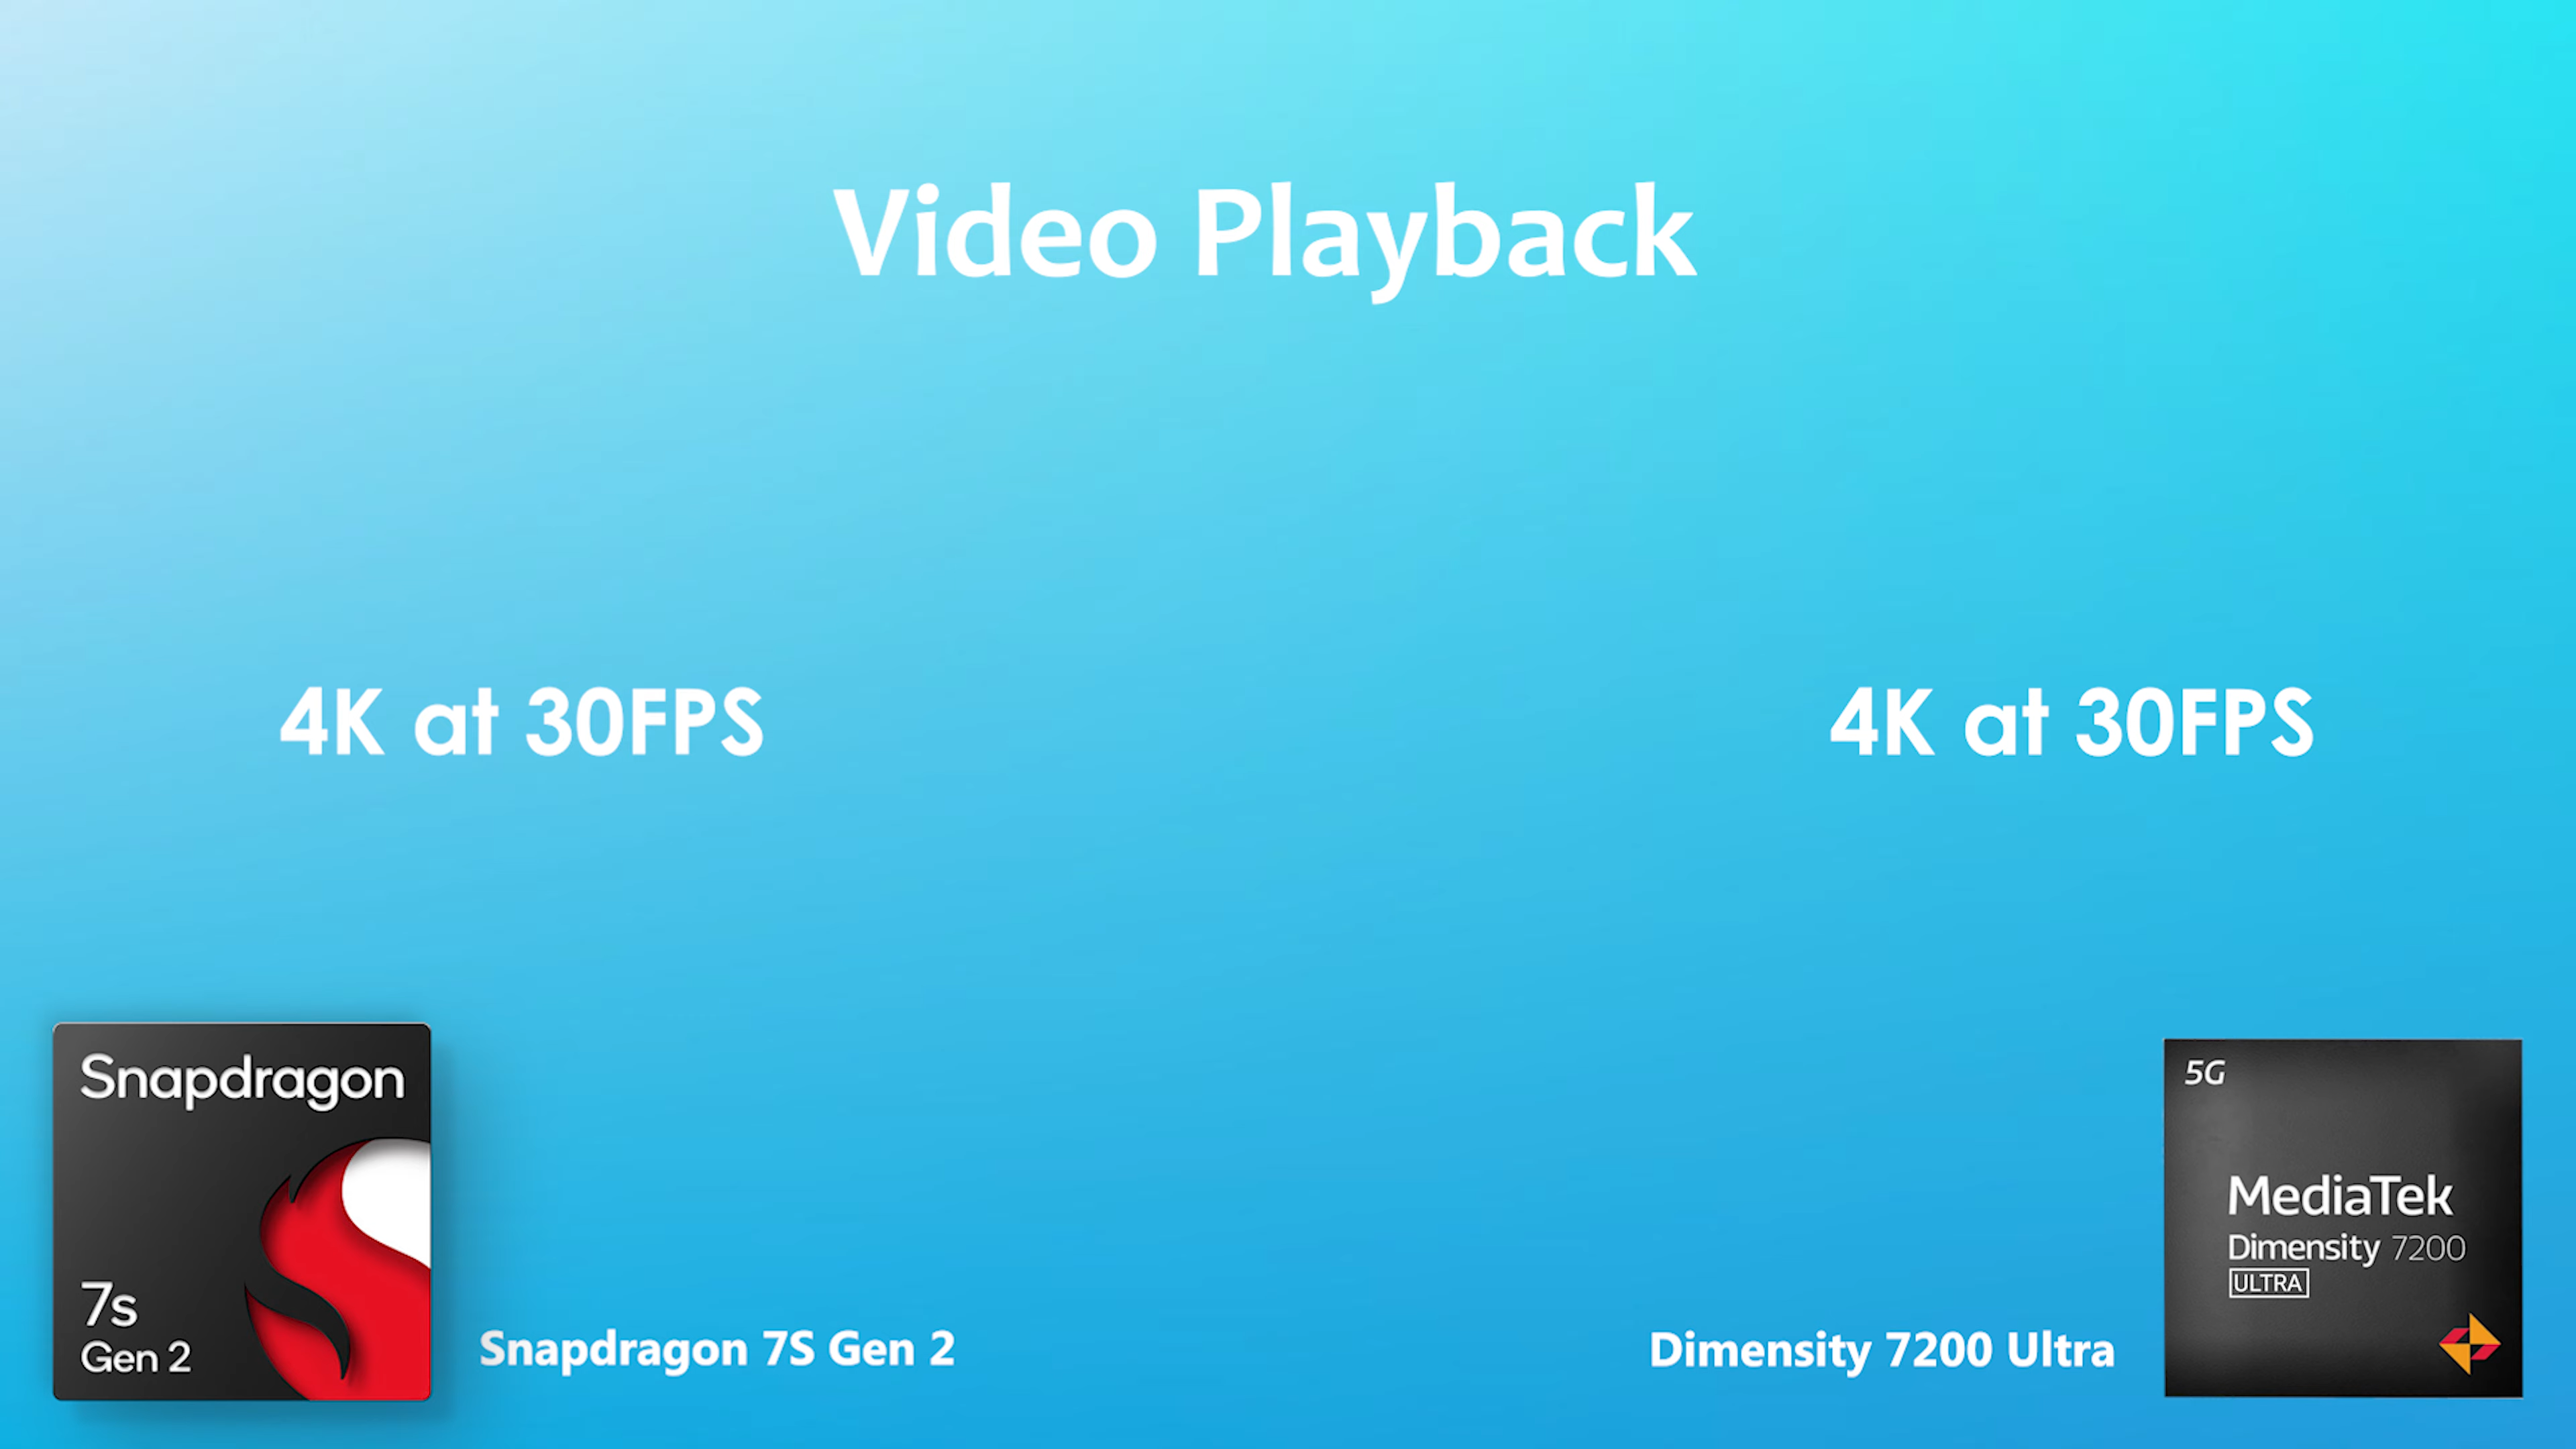 Video Playback
4K at 30FPS
4K at 30FPS
Snapdragon
7s
Gen 2
Snapdragon 7S Gen 2
Dimensity 7200 Ultra
5G
MediaTek
Dimensity 7200
ULTRA